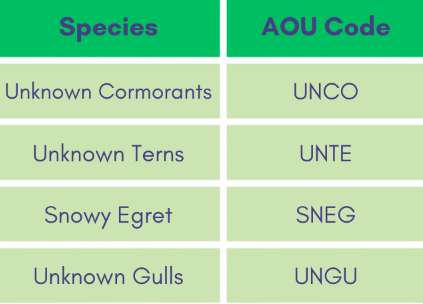 Species AOU Code
Unknown Cormorants UNCO
Unknown Terns UNTE
Snowy Egret SNEG
Unknown Gulls UNGU